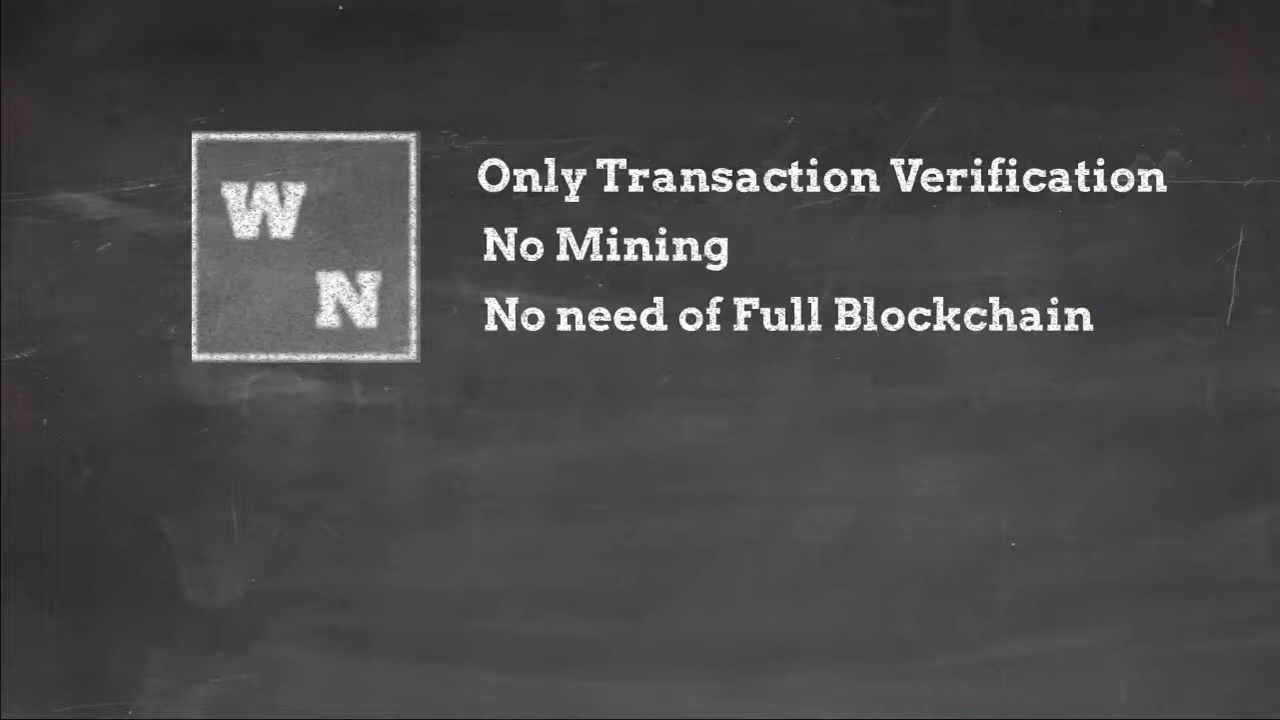 W
N
Only Transaction Verification
No Mining
No need of Full Blockchain